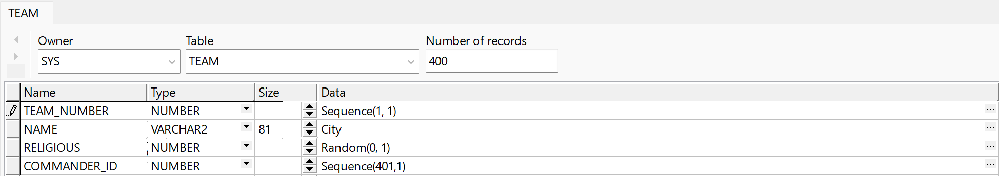 TEAM
Owner Table Number of records
SYS TEAM 400
Name Type Size Data
TEAM_NUMBER NUMBER Sequence(1, 1) ...
NAME VARCHAR2 81 City ...
RELIGIOUS NUMBER Random(0, 1) ...
COMMANDER_ID NUMBER Sequence(401,1) ...